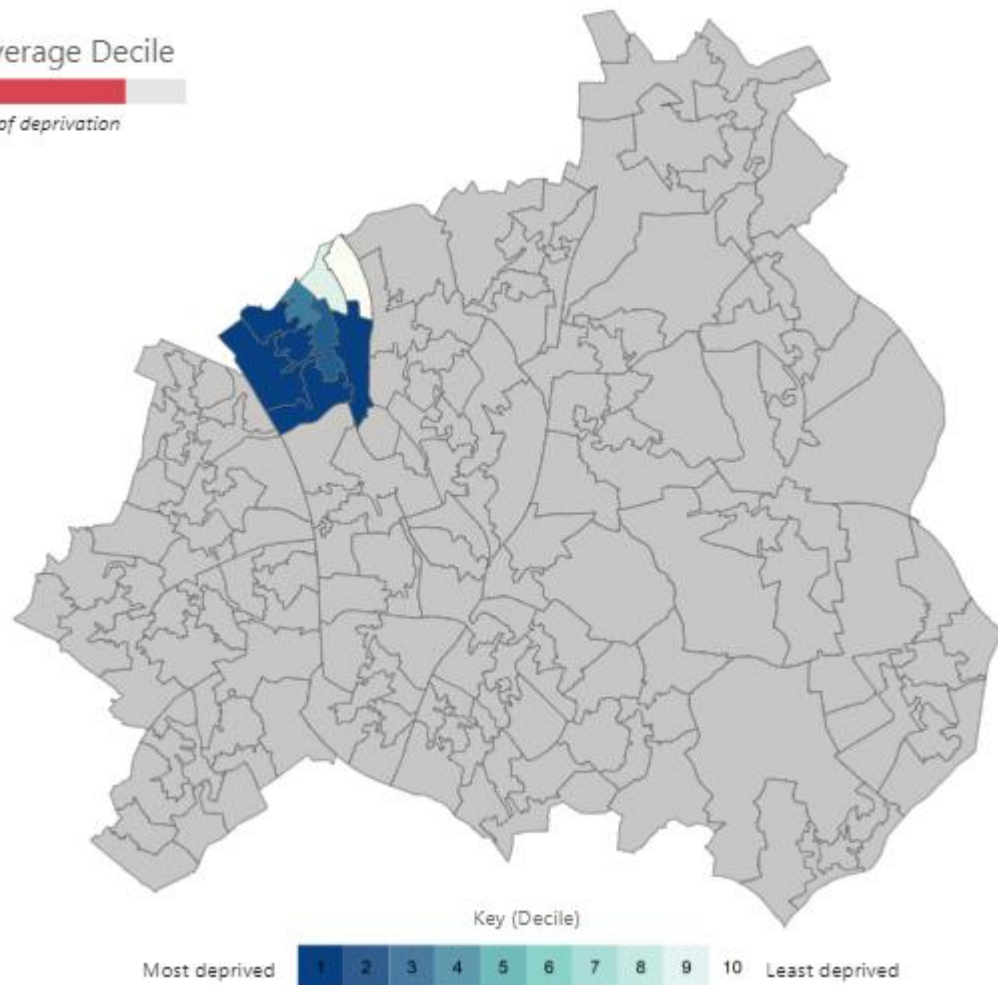 verage Decile
of deprivation
Key (Decile)
Most deprived 1 2 3 4 5 6 7 8 9 10 Least deprived